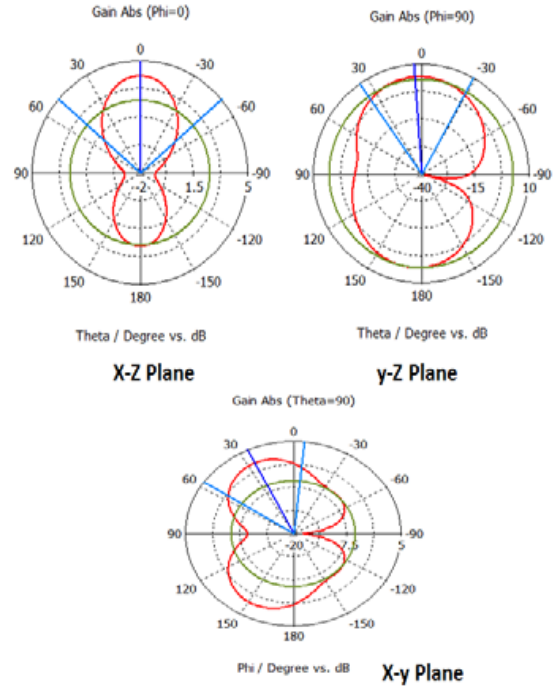 Gain Abs (Phi=0)
0
30 -30
60 -60
90 -90
-2 1.5 5
120 -120
150 -150
180
Theta / Degree vs. dB
X-Z Plane
Gain Abs (Phi=90)
0
30 -30
60 -60
90 -90
-40 -15 10
120 -120
150 -150
180
Theta / Degree vs. dB
y-Z Plane
Gain Abs (Theta=90)
0
30 -30
60 -60
90 -90
-20 7.5 5
120 -120
150 -150
180
Phi / Degree vs. dB
X-y Plane